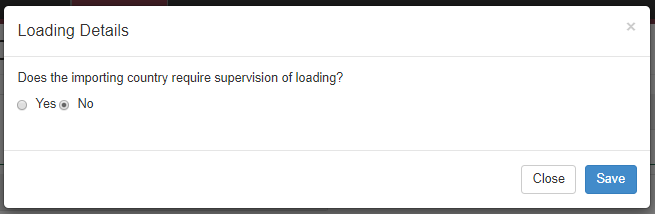 Loading Details ×
Does the importing country require supervision of loading?
Yes No
Close Save